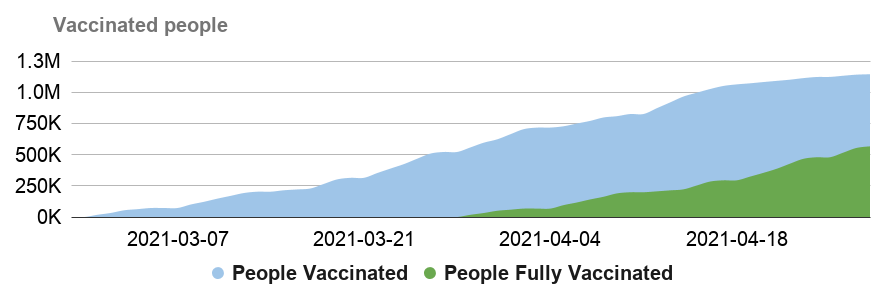 Vaccinated people
1.3M
1.0M
750K
500K
250K
0K
2021-03-07 2021-03-21 2021-04-04 2021-04-18
People Vaccinated People Fully Vaccinated